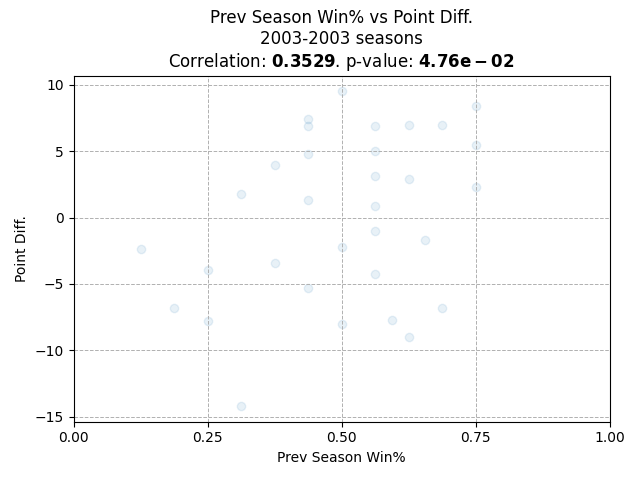 Prev Season Win% vs Point Diff.
2003-2003 seasons
Correlation: 0.3529. p-value: 4.76e − 02
10
5
0
−5
−10
−15
Point Diff.
0.00 0.25 0.50 0.75 1.00
Prev Season Win%